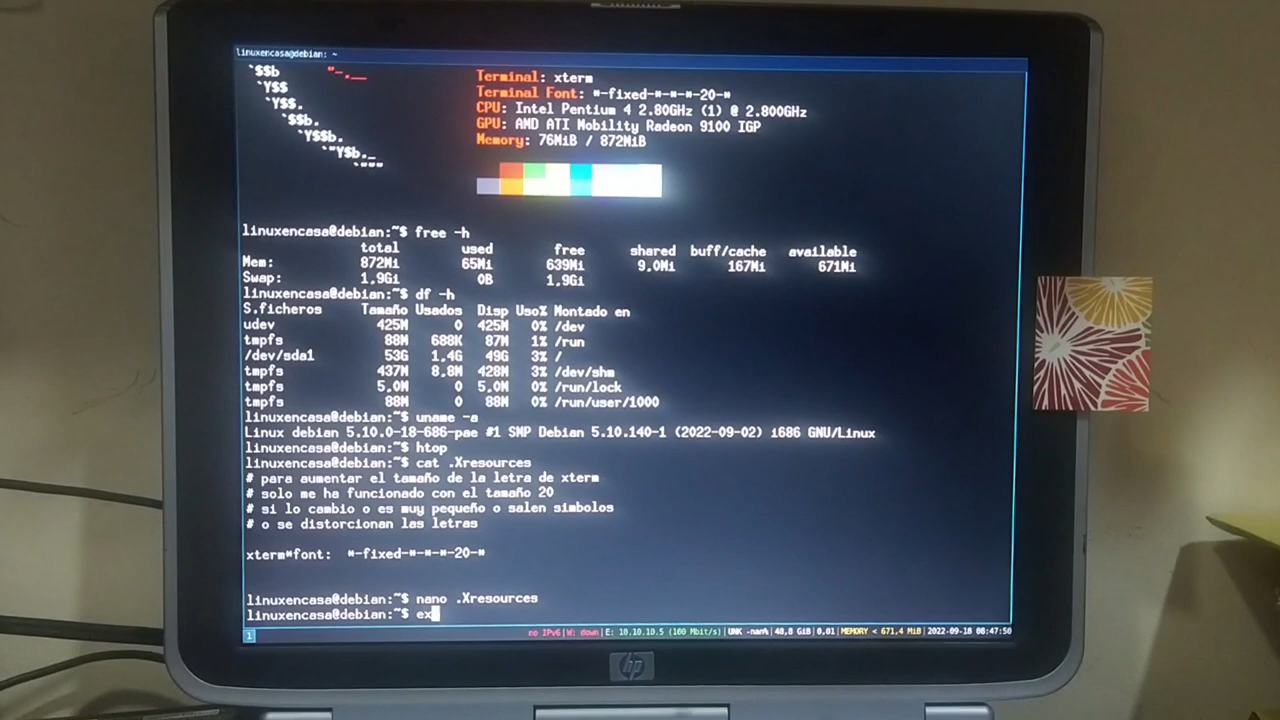 linuxencasa@debian: ~
`$$b "-.__
`Y$$
`Y$$.
`$$b.
`Y$$b.
`"Y$b._
`"""
Terminal: xterm
Terminal Font: *-fixed-*-*-*-20-*
CPU: Intel Pentium 4 2.80GHz (1) @ 2.800GHz
GPU: AMD ATI Mobility Radeon 9100 IGP
Memory: 76MiB / 872MiB
linuxencasa@debian:~$ free -h
total used free shared buff/cache available
Mem: 872Mi 65Mi 639Mi 9.0Mi 167Mi 671Mi
Swap: 1.9Gi 0B 1.9Gi
linuxencasa@debian:~$ df -h
S.ficheros Tamaño Usados Disp Uso% Montado en
udev 425M 0 425M 0% /dev
tmpfs 88M 688K 87M 1% /run
/dev/sda1 53G 1.4G 49G 3% /
tmpfs 437M 8.8M 428M 3% /dev/shm
tmpfs 5.0M 0 5.0M 0% /run/lock
tmpfs 88M 0 88M 0% /run/user/1000
linuxencasa@debian:~$ uname -a
Linux debian 5.10.0-18-686-pae #1 SMP Debian 5.10.140-1 (2022-09-02) i686 GNU/Linux
linuxencasa@debian:~$ htop
linuxencasa@debian:~$ cat .Xresources
# para aumentar el tamaño de la letra de xterm
# solo me ha funcionado con el tamaño 20
# si lo cambio o es muy pequeño o salen simbolos
# o se distorcionan las letras
xterm*font: *-fixed-*-*-*-20-*
linuxencasa@debian:~$ nano .Xresources
linuxencasa@debian:~$ ex
1 no IPv6|W: down|E: 10.10.10.5 (100 Mbit/s)|UNK -nan%|48,8 GiB|0,01|MEMORY < 671,4 MiB|2022-09-18 08:47:50
hp